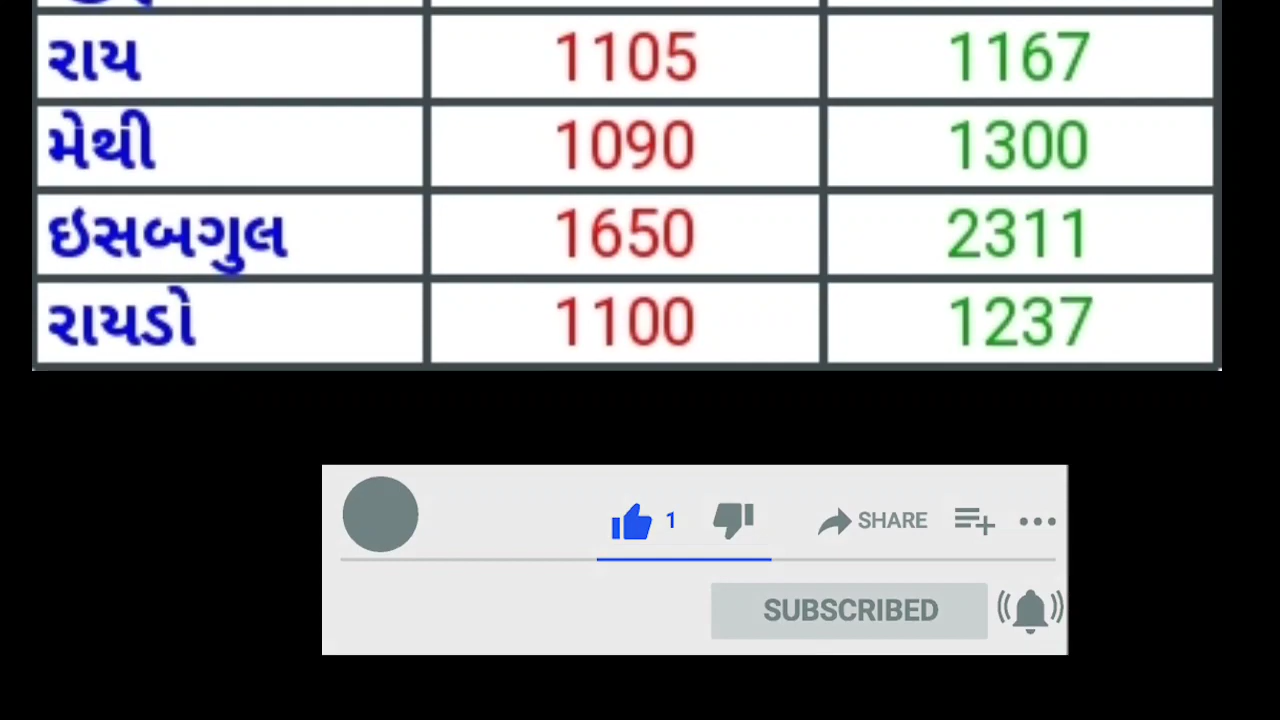 રાય 1105 1167
મેથી 1090 1300
ઇસબગુલ 1650 2311
રાયડો 1100 1237
1 SHARE
SUBSCRIBED